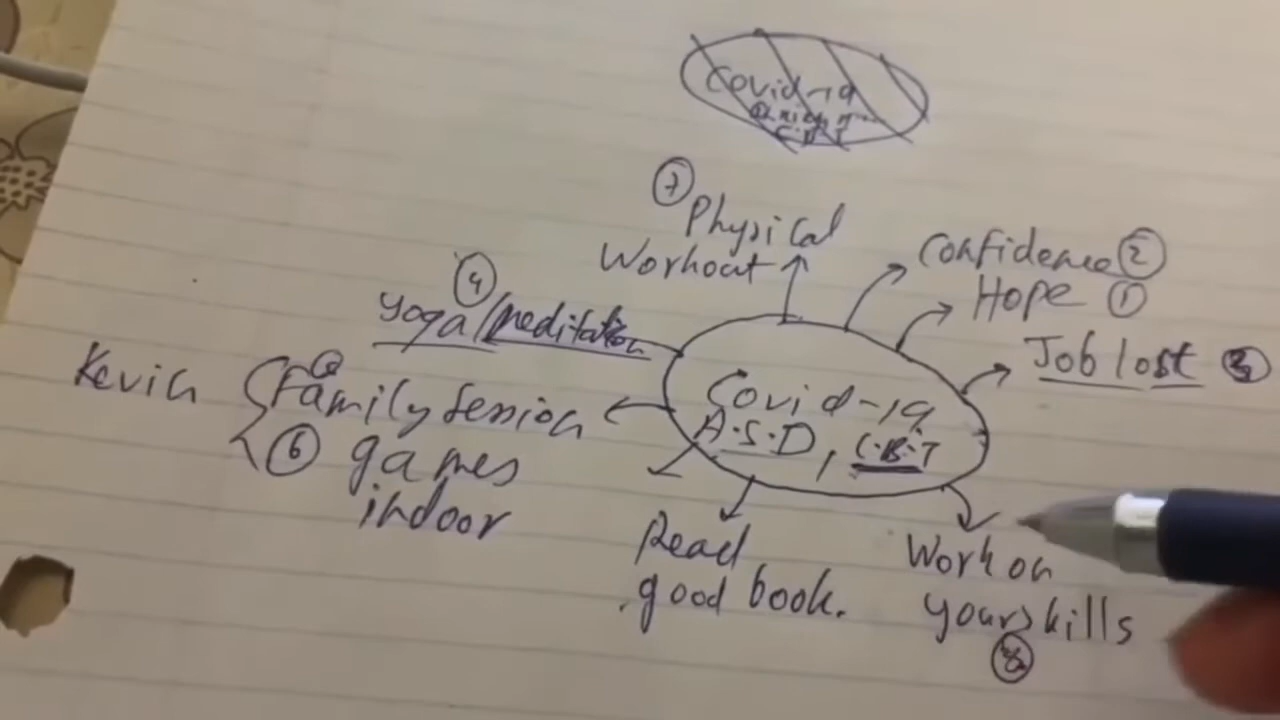 Covid-19
C.B.T
7
Physical
Workout
Confidence 2
Hope 1
Job lost 3
4
yoga/meditation
Kevin
Family Session
6 games
indoor
Covid-19
A.S.D, C.B.T
Read
good book.
Work on
your skills
8